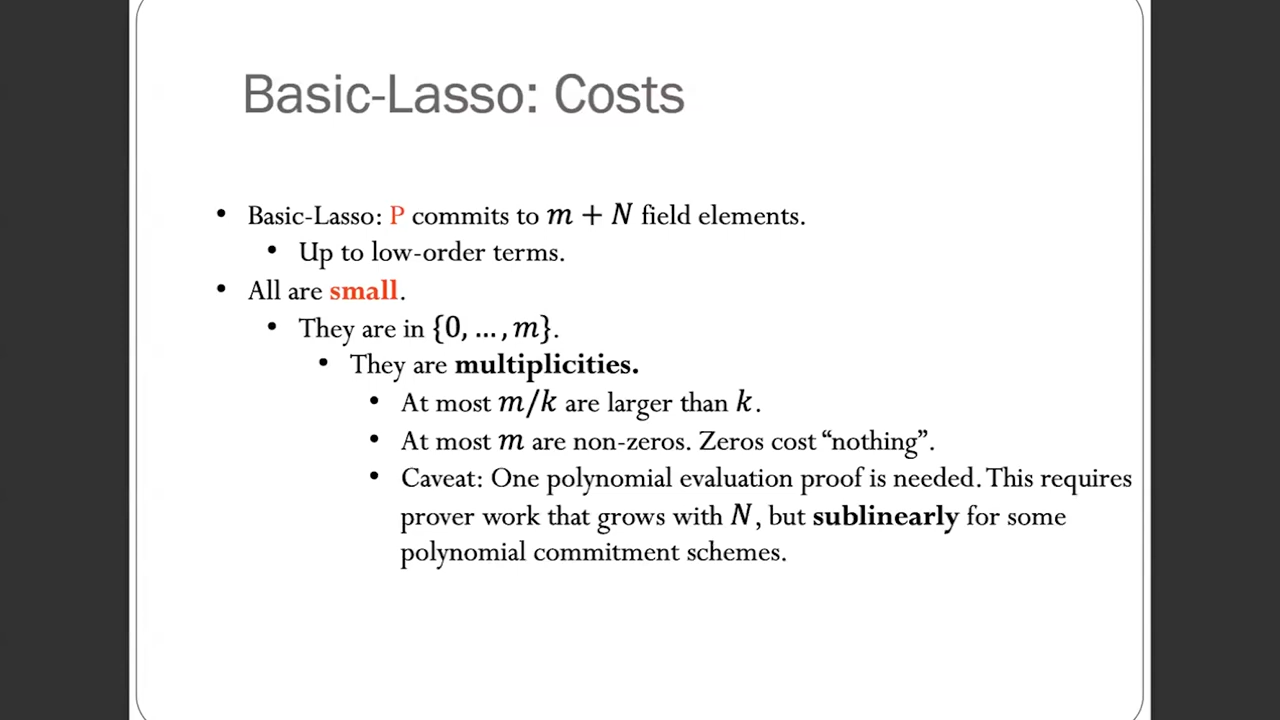 Basic-Lasso: Costs
• Basic-Lasso: P commits to m + N field elements.
• Up to low-order terms.
• All are small.
• They are in {0, ... , m}.
• They are multiplicities.
• At most m/k are larger than k.
• At most m are non-zeros. Zeros cost “nothing”.
• Caveat: One polynomial evaluation proof is needed. This requires
prover work that grows with N, but sublinearly for some
polynomial commitment schemes.